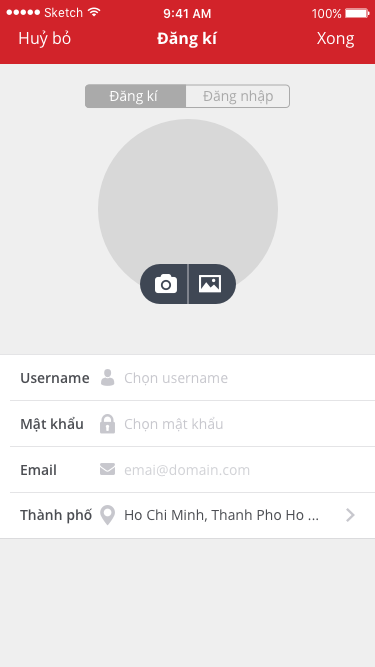 Sketch 9:41 AM 100%
Huỷ bỏ Đăng kí Xong
Đăng kí Đăng nhập
Username Chọn username
Mật khẩu Chọn mật khẩu
Email emai@domain.com
Thành phố Ho Chi Minh, Thanh Pho Ho ...